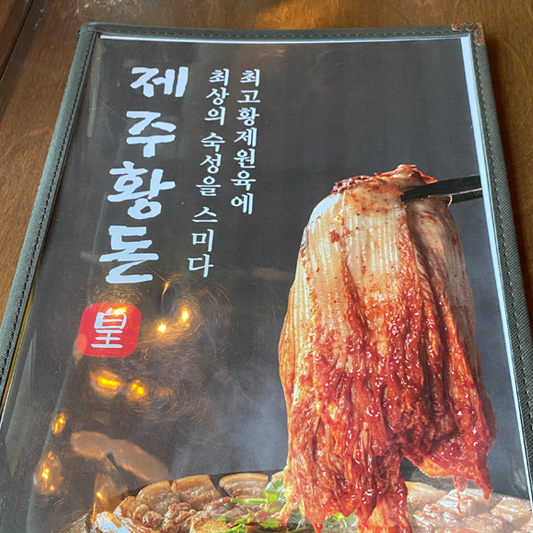 제주황돈
皇
최고황제원육에
최상의 숙성을 스미다